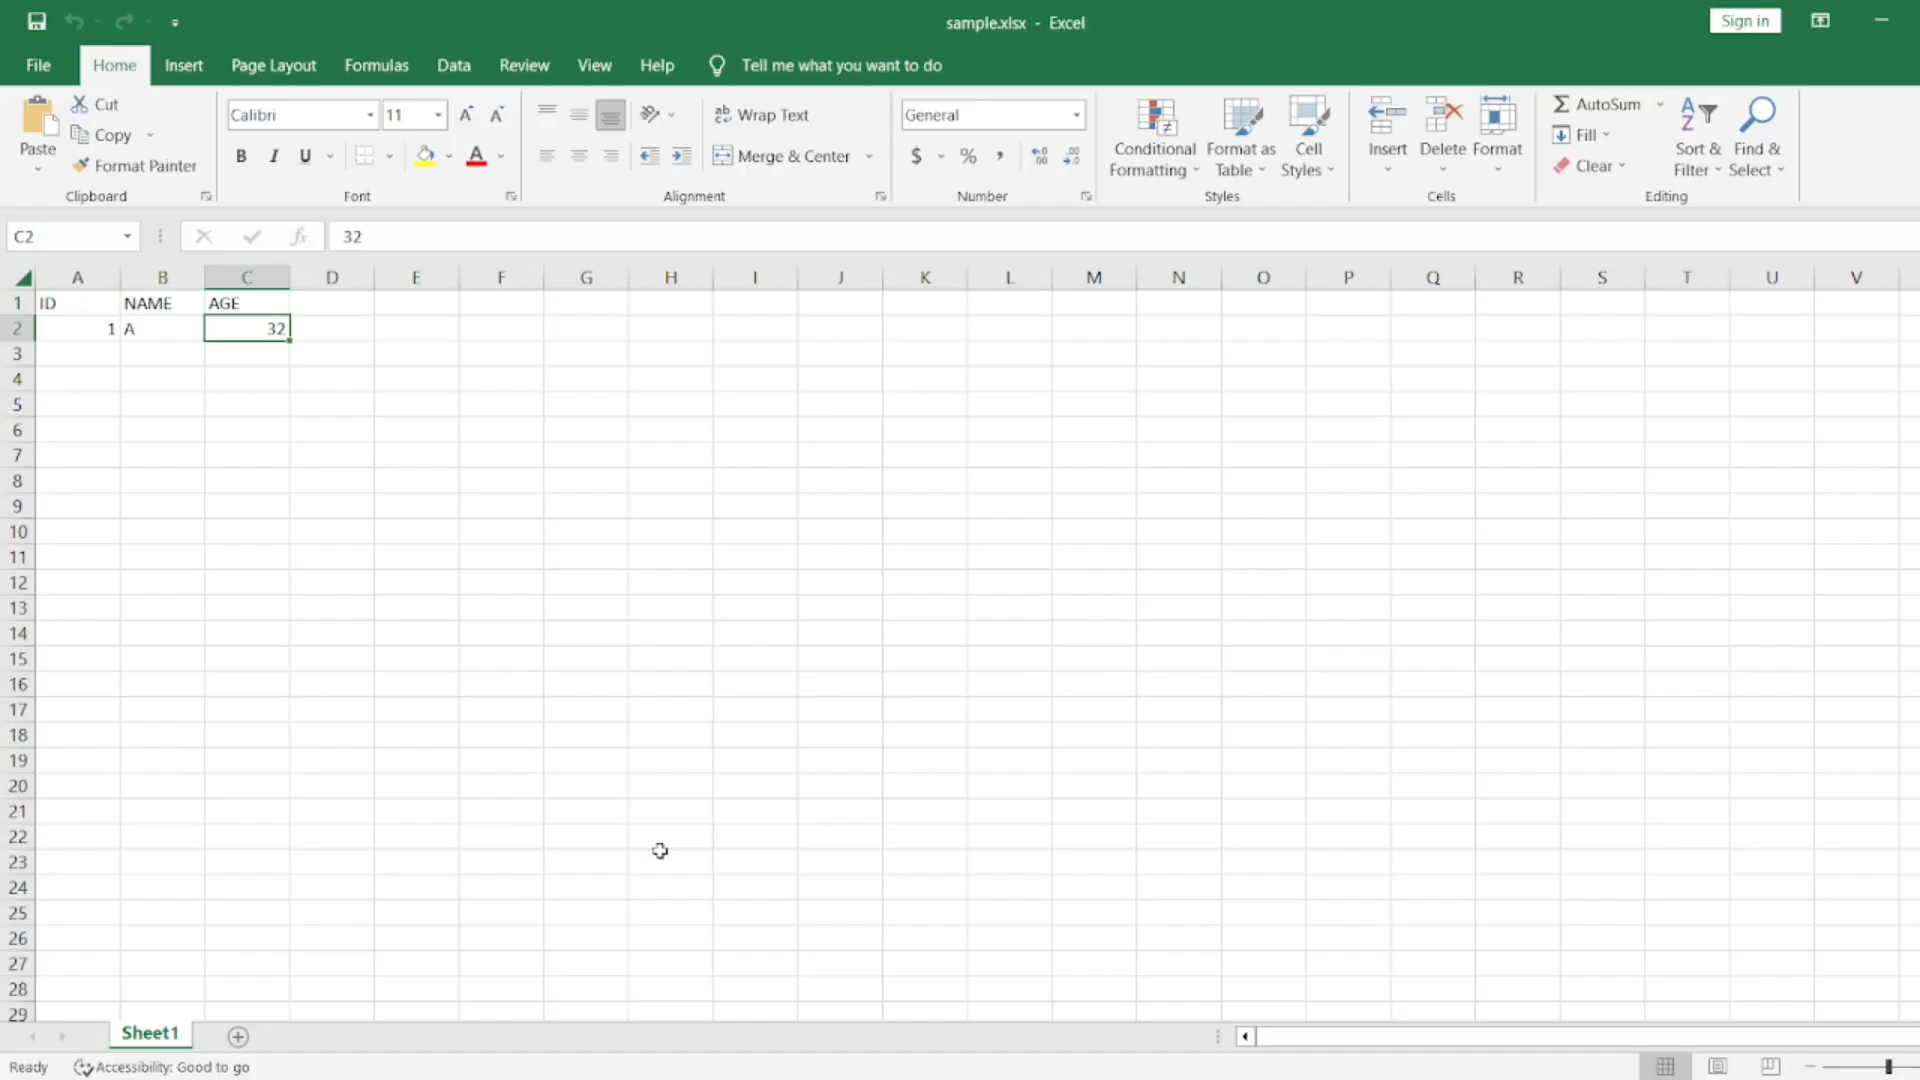 sample.xlsx - Excel
Sign in
File Home Insert Page Layout Formulas Data Review View Help Tell me what you want to do
Paste
Cut
Copy
Format Painter
Clipboard
Calibri 11
B I U
Font
Wrap Text
Merge & Center
Alignment
General
$ % ,
Number
Conditional Formatting
Format as Table
Cell Styles
Styles
Insert
Delete
Format
Cells
AutoSum
Fill
Clear
Sort & Filter
Find & Select
Editing
C2 fx 32
A B C D E F G H I J K L M N O P Q R S T U V
1 ID NAME AGE
2 1 A 32
3
4
5
6
7
8
9
10
11
12
13
14
15
16
17
18
19
20
21
22
23
24
25
26
27
28
29
Sheet1
Ready Accessibility: Good to go